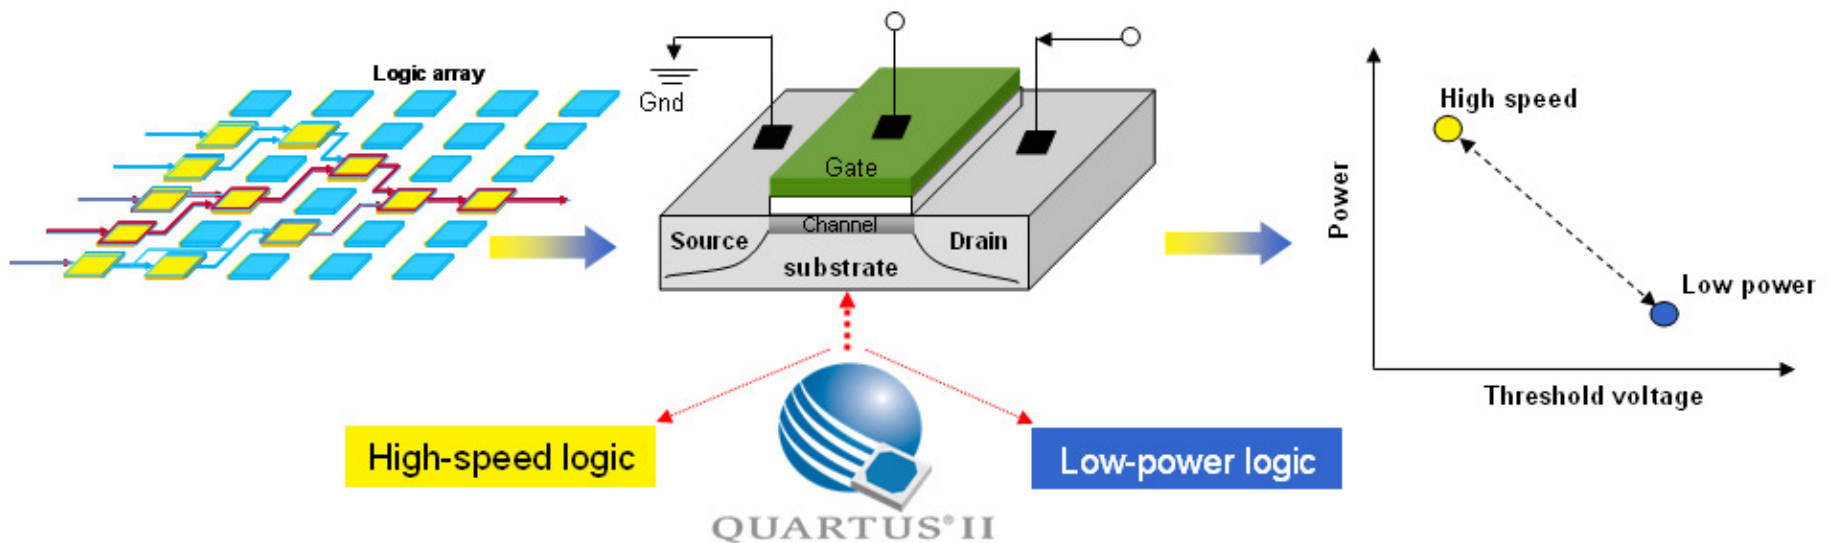 Logic array
Gnd
Gate
Channel
Source
Drain
substrate
High speed
Low power
Power
Threshold voltage
High-speed logic
Low-power logic
QUARTUS® II